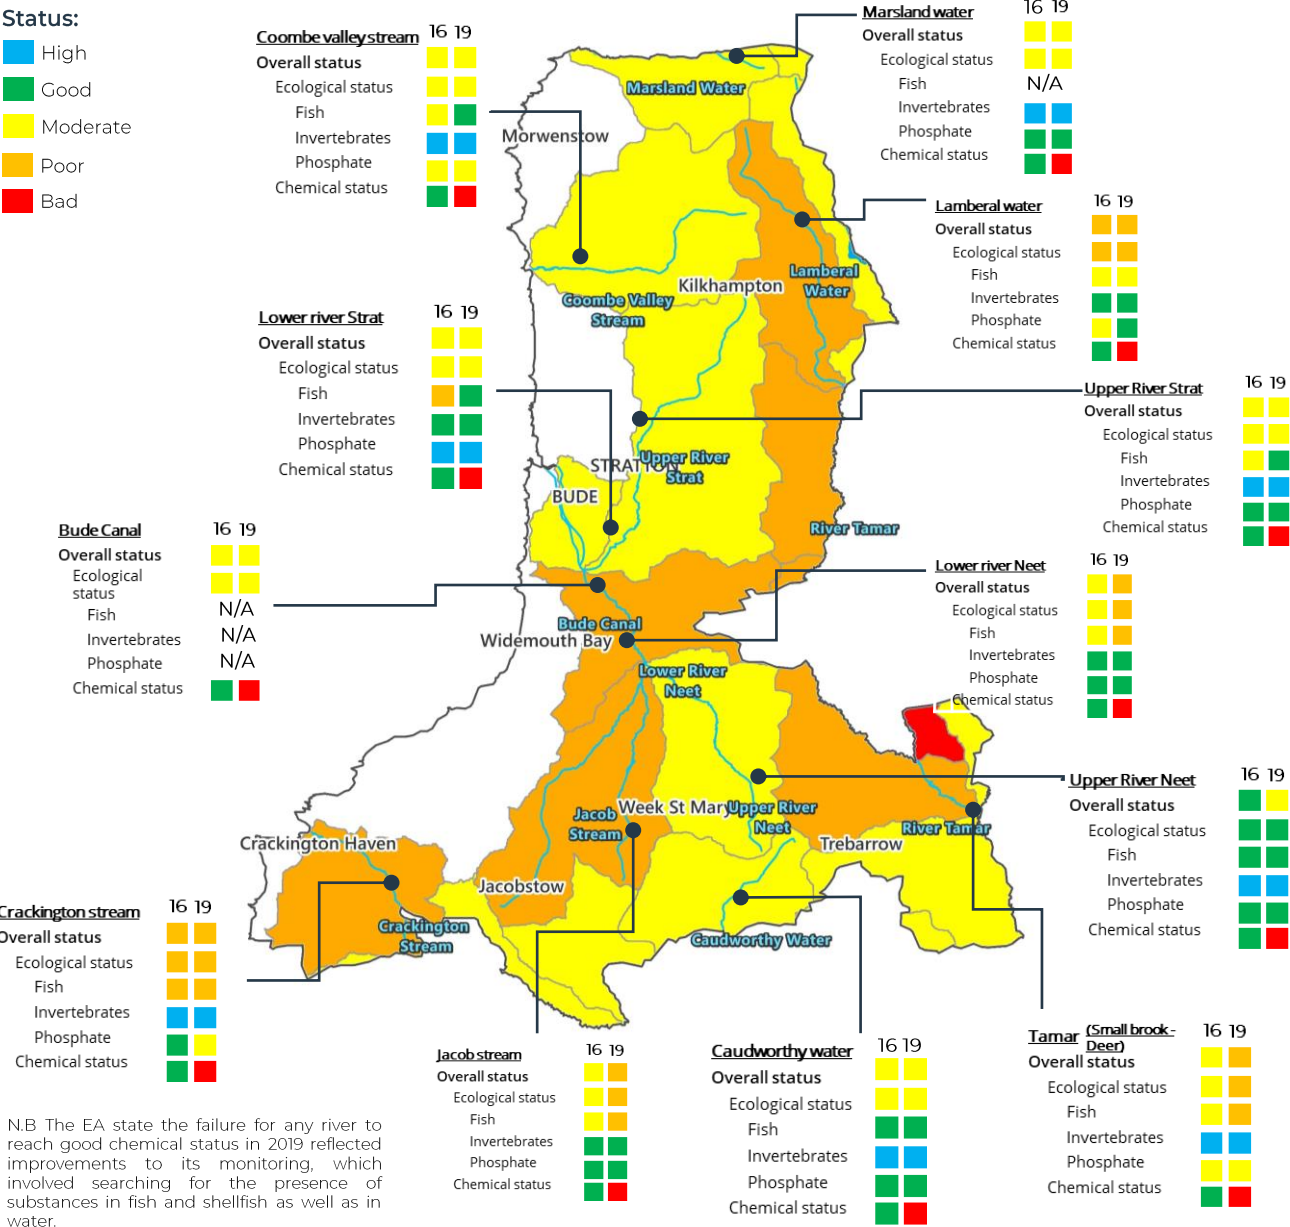 Status:
High
Good
Moderate
Poor
Bad
Coombe valley stream
16 19
Overall status
Ecological status
Fish
Invertebrates
Phosphate
Chemical status
Marsland water
16 19
Overall status
Ecological status
Fish
N/A
Invertebrates
Phosphate
Chemical status
Lamberal water
16 19
Overall status
Ecological status
Fish
Invertebrates
Phosphate
Chemical status
Lower river Strat
16 19
Overall status
Ecological status
Fish
Invertebrates
Phosphate
Chemical status
Upper River Strat
16 19
Overall status
Ecological status
Fish
Invertebrates
Phosphate
Chemical status
Bude Canal
16 19
Overall status
Ecological
status
Fish
N/A
Invertebrates
N/A
Phosphate
N/A
Chemical status
Lower river Neet
16 19
Overall status
Ecological status
Fish
Invertebrates
Phosphate
Chemical status
Upper River Neet
16 19
Overall status
Ecological status
Fish
Invertebrates
Phosphate
Chemical status
Crackington stream
16 19
Overall status
Ecological status
Fish
Invertebrates
Phosphate
Chemical status
Jacob stream
16 19
Overall status
Ecological status
Fish
Invertebrates
Phosphate
Chemical status
Caudworthy water
16 19
Overall status
Ecological status
Fish
Invertebrates
Phosphate
Chemical status
Tamar (Small brook -
Deer)
16 19
Overall status
Ecological status
Fish
Invertebrates
Phosphate
Chemical status
Marsland Water
Morwenstow
Lamberal
Water
Kilkhampton
Coombe Valley
Stream
STRATTON
Upper River
Strat
BUDE
River Tamar
Bude Canal
Widemouth Bay
Lower River
Neet
Week St Mary
Upper River
Neet
Jacob
Stream
River Tamar
Trebarrow
Crackington Haven
Jacobstow
Crackington
Stream
Caudworthy Water
N.B The EA state the failure for any river to
reach good chemical status in 2019 reflected
improvements to its monitoring, which
involved searching for the presence of
substances in fish and shellfish as well as in
water.